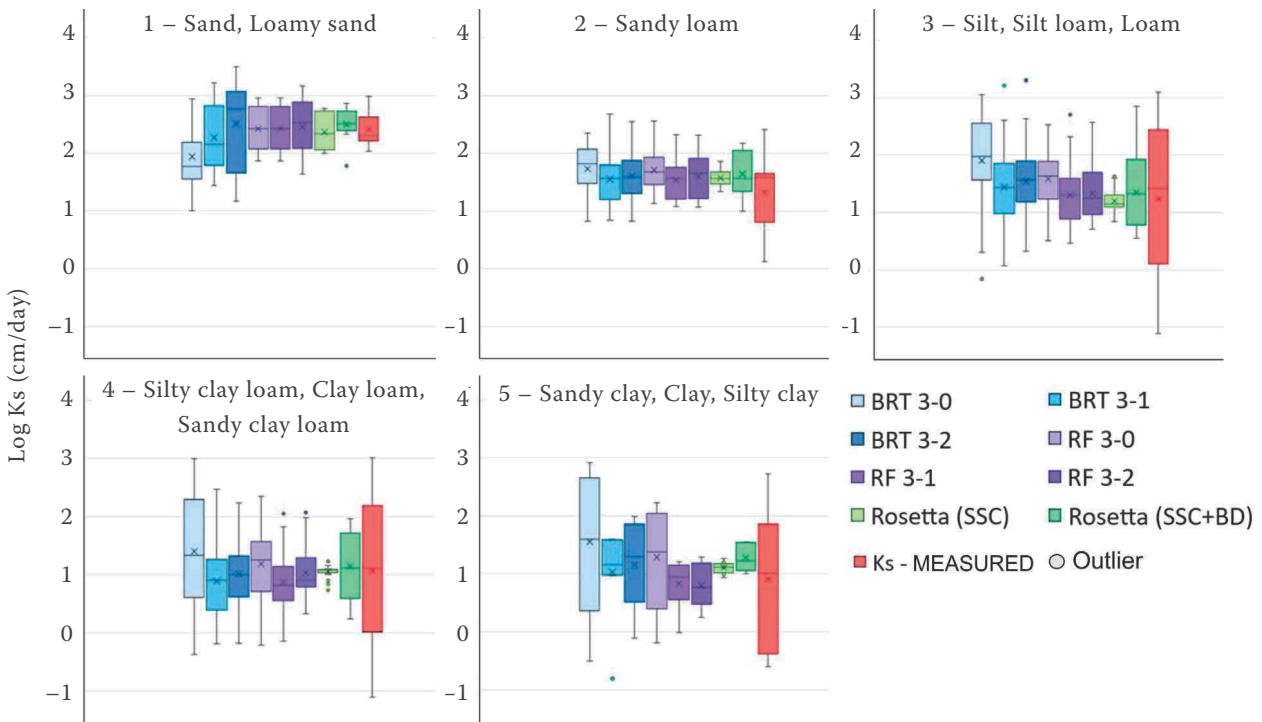 Log Ks (cm/day)
1 – Sand, Loamy sand
4
3
2
1
0
–1
2 – Sandy loam
4
3
2
1
0
–1
3 – Silt, Silt loam, Loam
4
3
2
1
0
-1
4 – Silty clay loam, Clay loam,
Sandy clay loam
4
3
2
1
0
–1
5 – Sandy clay, Clay, Silty clay
4
3
2
1
0
–1
BRT 3-0
BRT 3-1
BRT 3-2
RF 3-0
RF 3-1
RF 3-2
Rosetta (SSC)
Rosetta (SSC+BD)
Ks - MEASURED
Outlier